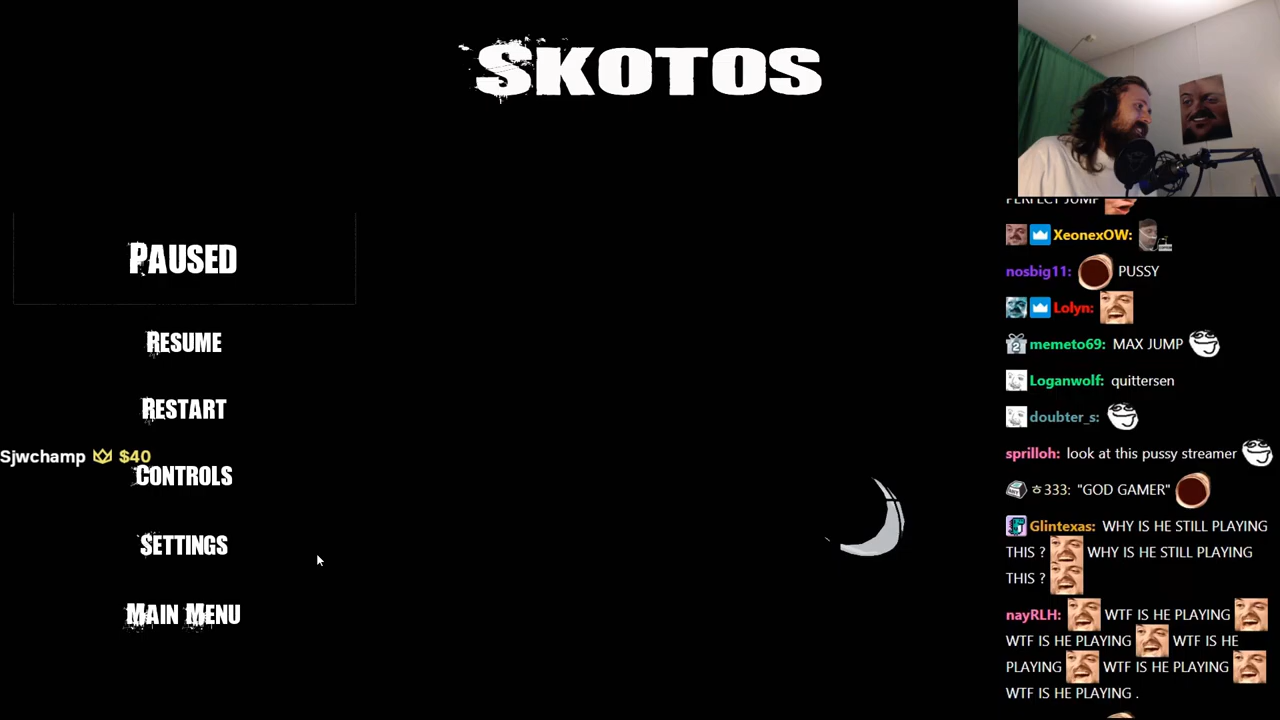 SKOTOS
PAUSED
RESUME
RESTART
Sjwchamp $40
CONTROLS
SETTINGS
MAIN MENU
PERFECT JUMP
XeonexOW:
nosbig11: PUSSY
Lolyn:
memeto69: MAX JUMP
Loganwolf: quittersen
doubter_s:
sprilloh: look at this pussy streamer
ㅎ333: "GOD GAMER"
Glintexas: WHY IS HE STILL PLAYING
THIS ? WHY IS HE STILL PLAYING
THIS ?
nayRLH: WTF IS HE PLAYING
WTF IS HE PLAYING WTF IS HE
PLAYING WTF IS HE PLAYING
WTF IS HE PLAYING .